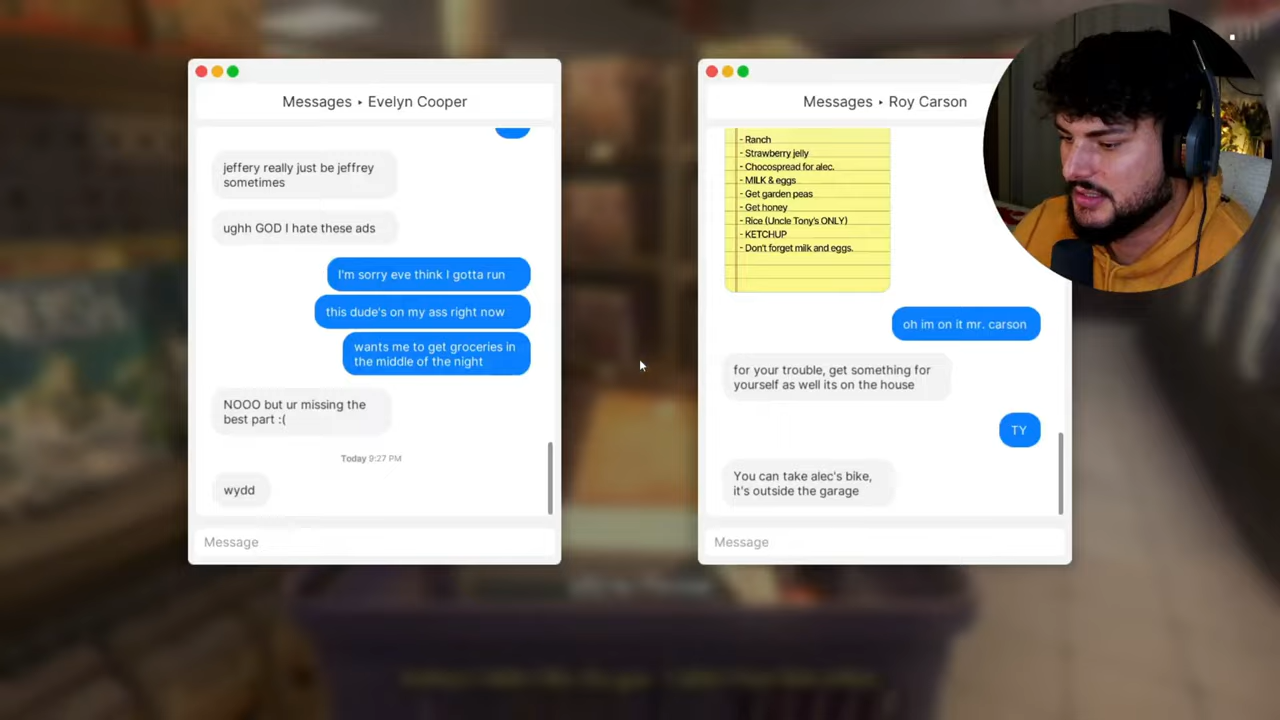 Messages ▸ Evelyn Cooper
jeffery really just be jeffrey
sometimes
ughh GOD I hate these ads
I'm sorry eve think I gotta run
this dude's on my ass right now
wants me to get groceries in
the middle of the night
NOOO but ur missing the
best part :(
Today 9:27 PM
wydd
Message
Messages ▸ Roy Carson
- Ranch
- Strawberry jelly
- Chocospread for alec.
- MILK & eggs
- Get garden peas
- Get honey
- Rice (Uncle Tony's ONLY)
- KETCHUP
- Don't forget milk and eggs.
oh im on it mr. carson
for your trouble, get something for
yourself as well its on the house
TY
You can take alec's bike,
it's outside the garage
Message